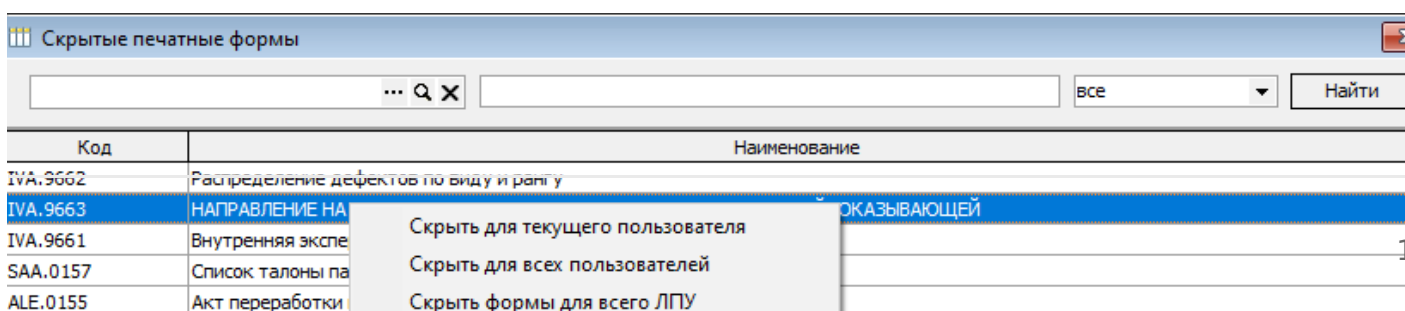 Скрытые печатные формы
все Найти
Код Наименование
IVA.9662 Распределение дефектов по виду и рангу
IVA.9663 НАПРАВЛЕНИЕ НА ОКАЗЫВАЮЩЕЙ
Скрыть для текущего пользователя
IVA.9661 Внутренняя экспе
Скрыть для всех пользователей
SAA.0157 Список талоны па
ALE.0155 Акт переработки
Скрыть формы для всего ЛПУ